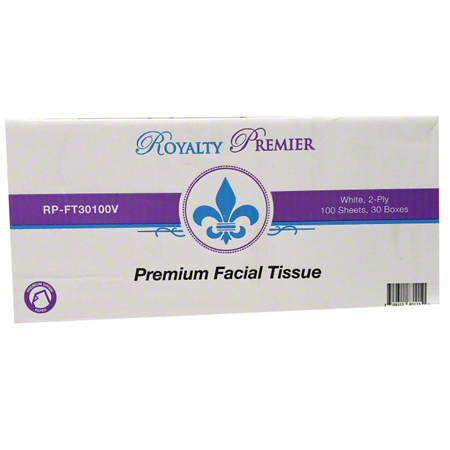 ROYALTY PREMIER
RP-FT30100V
White, 2-Ply
100 Sheets, 30 Boxes
Premium Facial Tissue